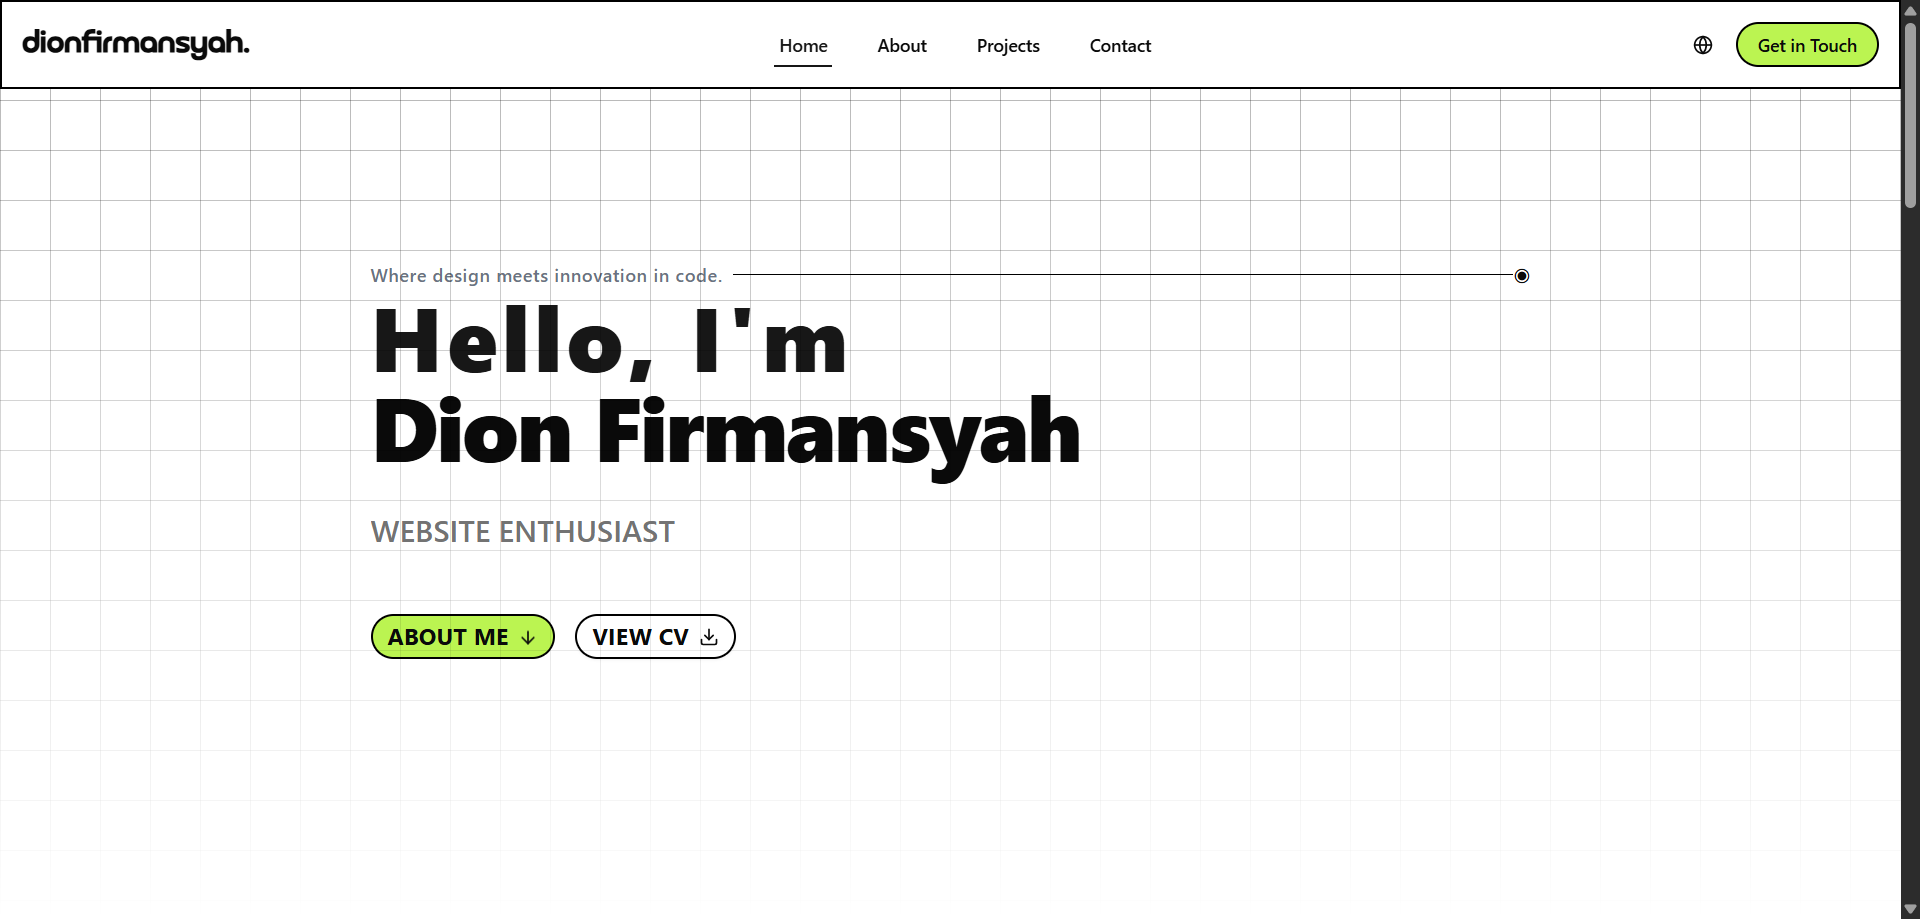 dionfirmansyah.
Home
About
Projects
Contact
Get in Touch
Where design meets innovation in code.
Hello, I'm
Dion Firmansyah
WEBSITE ENTHUSIAST
ABOUT ME
VIEW CV